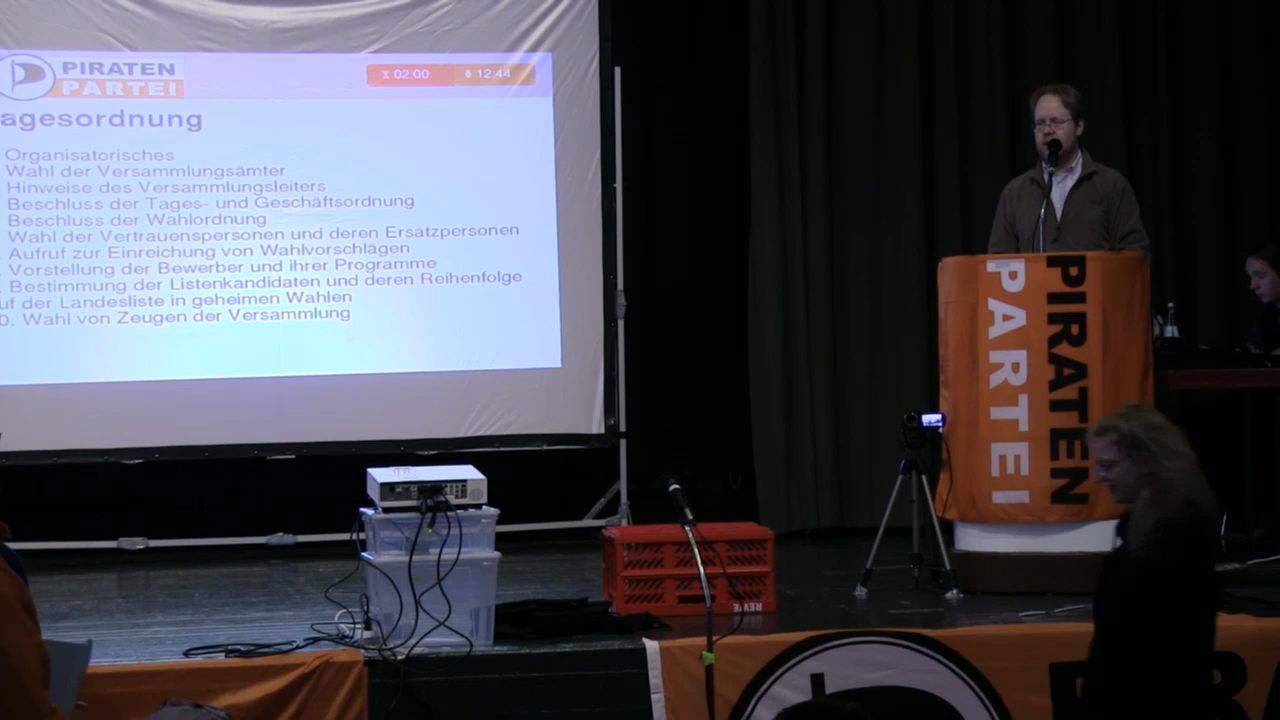 PIRATEN
PARTEI
02:00
12:44
agesordnung
Organisatorisches
Wahl der Versammlungsämter
Hinweise des Versammlungsleiters
Beschluss der Tages- und Geschäftsordnung
Beschluss der Wahlordnung
Wahl der Vertrauenspersonen und deren Ersatzpersonen
Aufruf zur Einreichung von Wahlvorschlägen
. Vorstellung der Bewerber und ihrer Programme
. Bestimmung der Listenkandidaten und deren Reihenfolge
uf der Landesliste in geheimen Wahlen
0. Wahl von Zeugen der Versammlung
PIRATEN
PARTEI
REWE